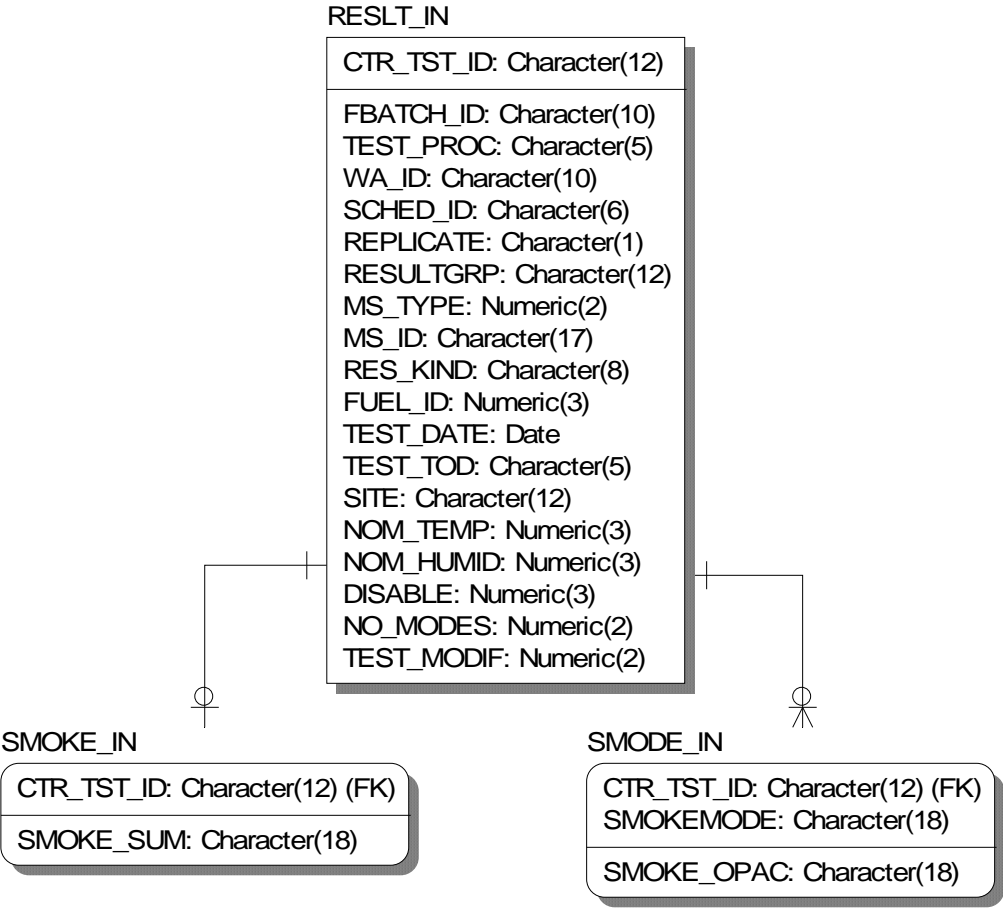 RESLT_IN
CTR_TST_ID: Character(12)
FBATCH_ID: Character(10)
TEST_PROC: Character(5)
WA_ID: Character(10)
SCHED_ID: Character(6)
REPLICATE: Character(1)
RESULTGRP: Character(12)
MS_TYPE: Numeric(2)
MS_ID: Character(17)
RES_KIND: Character(8)
FUEL_ID: Numeric(3)
TEST_DATE: Date
TEST_TOD: Character(5)
SITE: Character(12)
NOM_TEMP: Numeric(3)
NOM_HUMID: Numeric(3)
DISABLE: Numeric(3)
NO_MODES: Numeric(2)
TEST_MODIF: Numeric(2)
SMOKE_IN
CTR_TST_ID: Character(12) (FK)
SMOKE_SUM: Character(18)
SMODE_IN
CTR_TST_ID: Character(12) (FK)
SMOKEMODE: Character(18)
SMOKE_OPAC: Character(18)